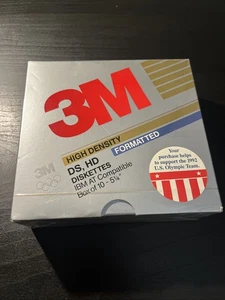 3M
HIGH DENSITY
FORMATTED
DS, HD
DISKETTES
IBM AT Compatible
Box of 10 - 5¼"
3M
Your
purchase helps
to support the 1992
U.S. Olympic Team.